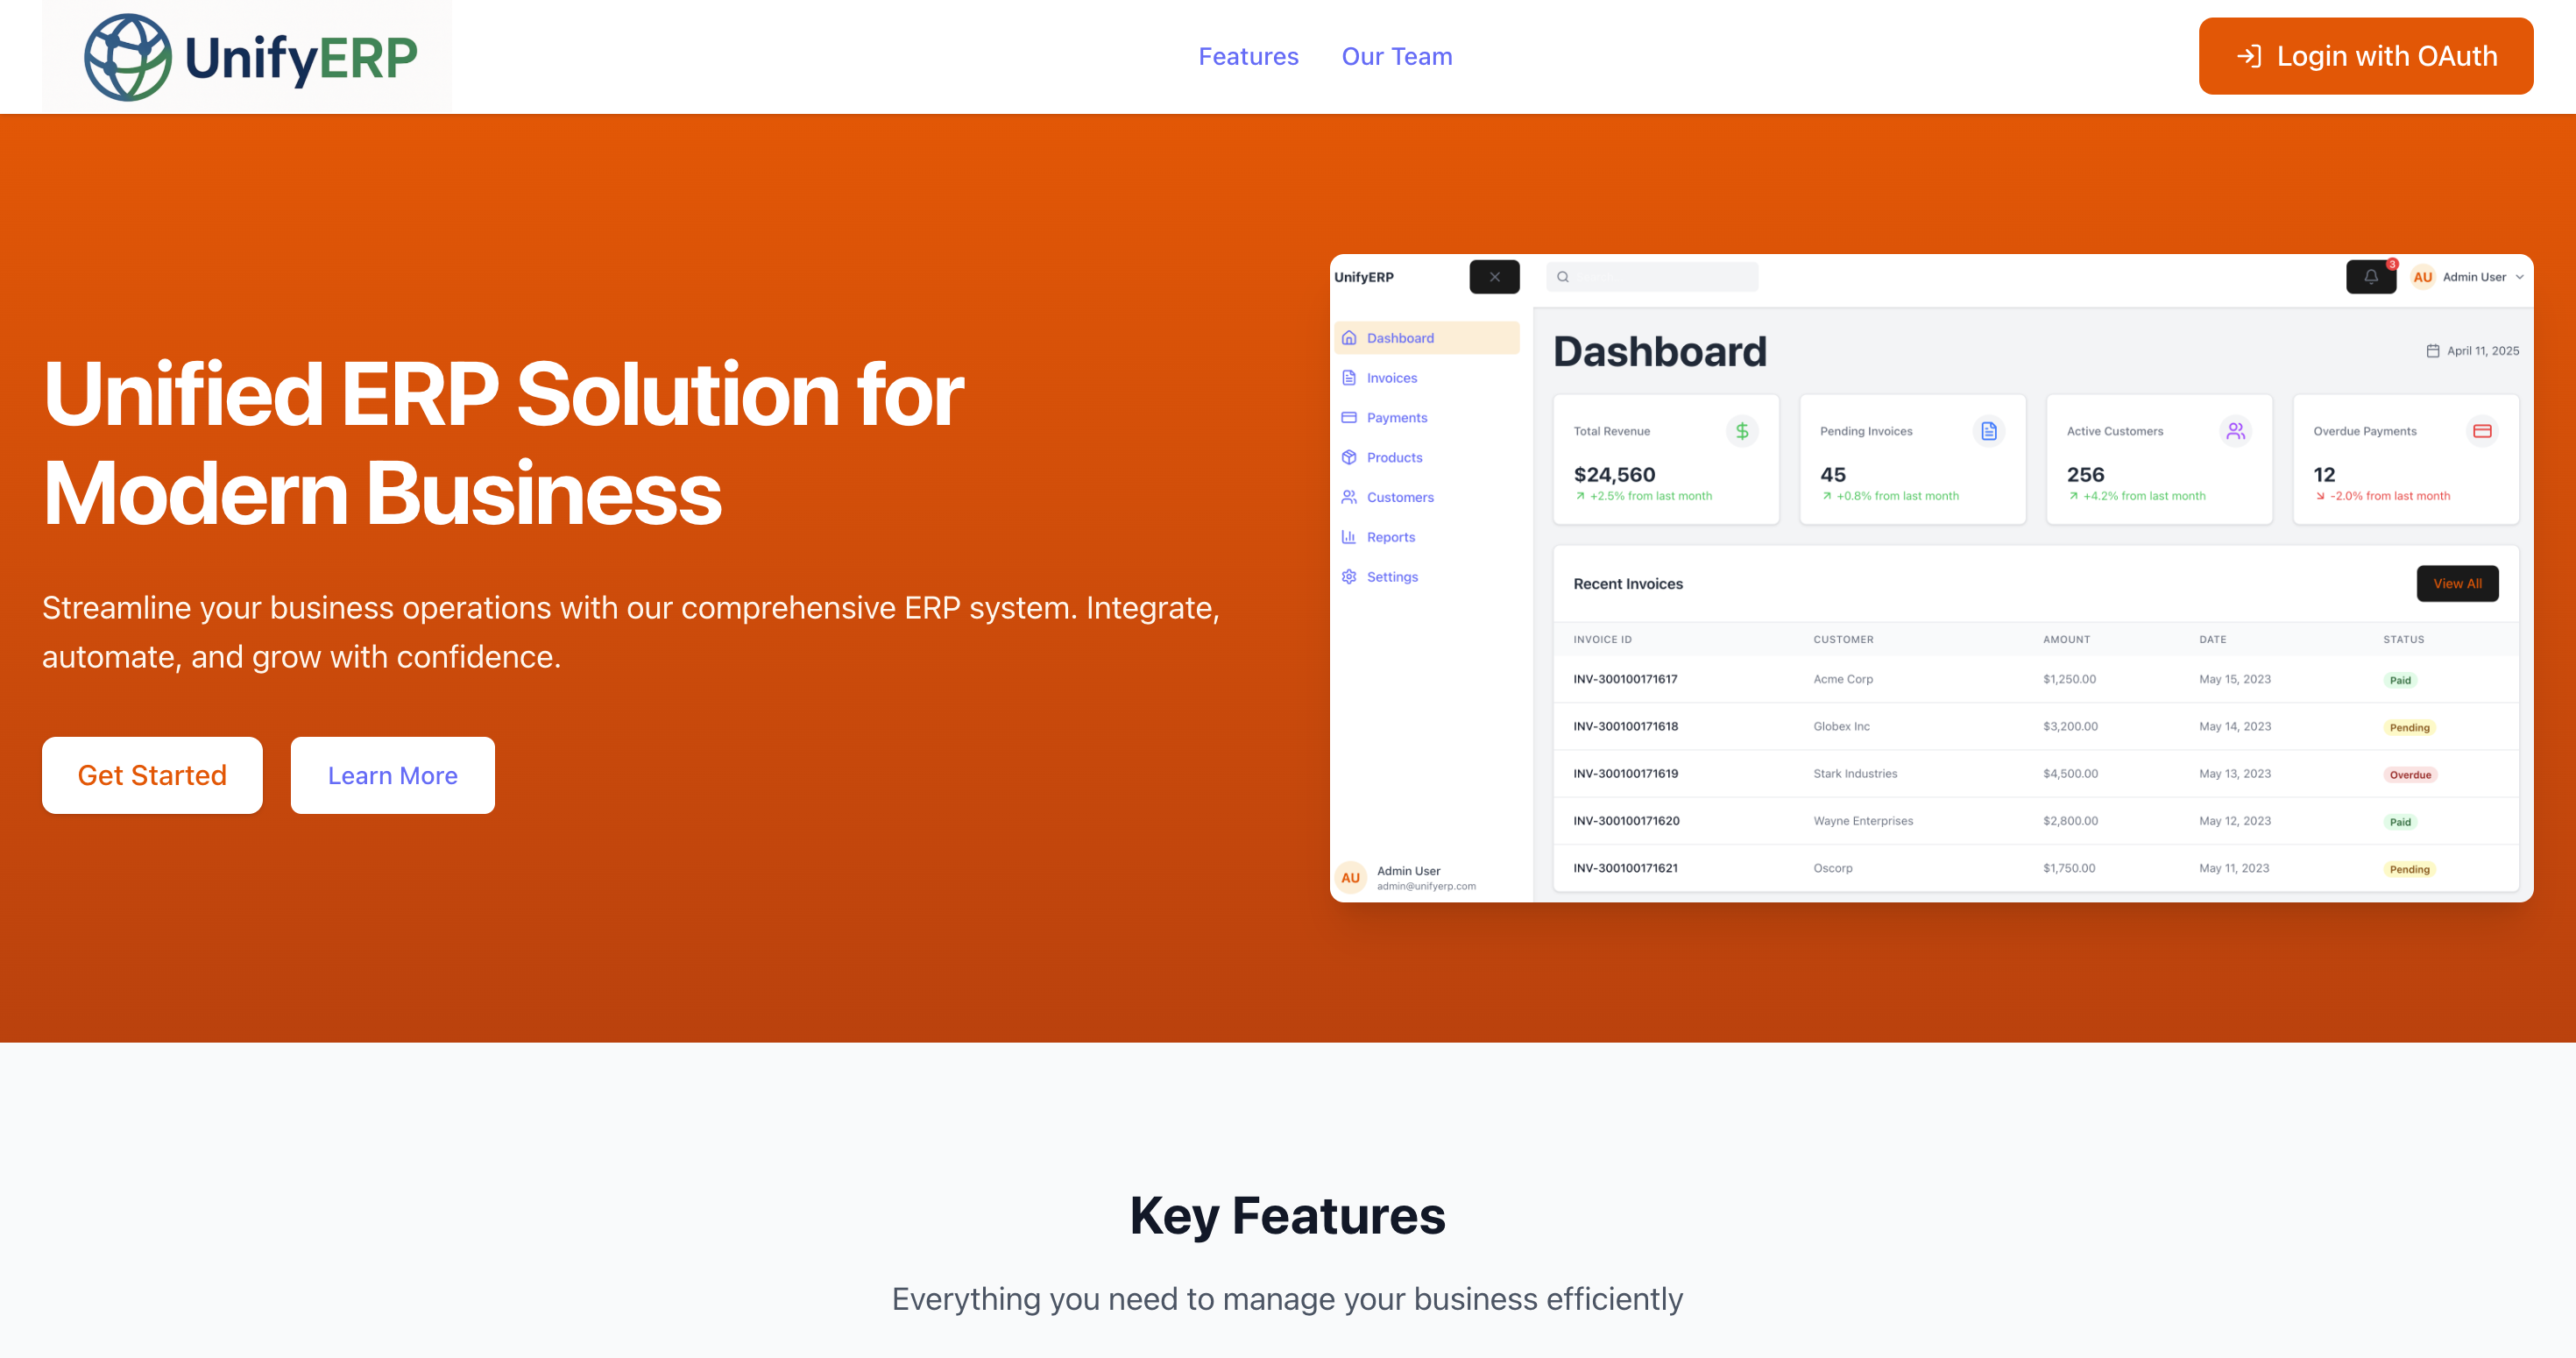 UnifyERP
Features
Our Team
Login with OAuth
Unified ERP Solution for
Modern Business
Streamline your business operations with our comprehensive ERP system. Integrate,
automate, and grow with confidence.
Get Started
Learn More
UnifyERP
3
AU Admin User
Dashboard
Invoices
Payments
Products
Customers
Reports
Settings
AU
Admin User
admin@unifyerp.com
Dashboard
April 11, 2025
Total Revenue
$24,560
+2.5% from last month
Pending Invoices
45
+0.8% from last month
Active Customers
256
+4.2% from last month
Overdue Payments
12
-2.0% from last month
Recent Invoices
View All
INVOICE ID CUSTOMER AMOUNT DATE STATUS
INV-300100171617 Acme Corp $1,250.00 May 15, 2023 Paid
INV-300100171618 Globex Inc $3,200.00 May 14, 2023 Pending
INV-300100171619 Stark Industries $4,500.00 May 13, 2023 Overdue
INV-300100171620 Wayne Enterprises $2,800.00 May 12, 2023 Paid
INV-300100171621 Oscorp $1,750.00 May 11, 2023 Pending
Key Features
Everything you need to manage your business efficiently